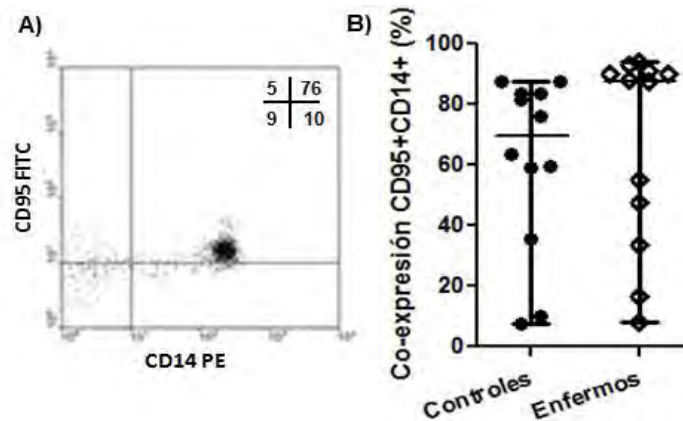 A)
5 76
9 10
CD95 FITC
CD14 PE
B)
Co-expresión CD95+CD14+ (%)
100
80
60
40
20
0
Controles
Enfermos